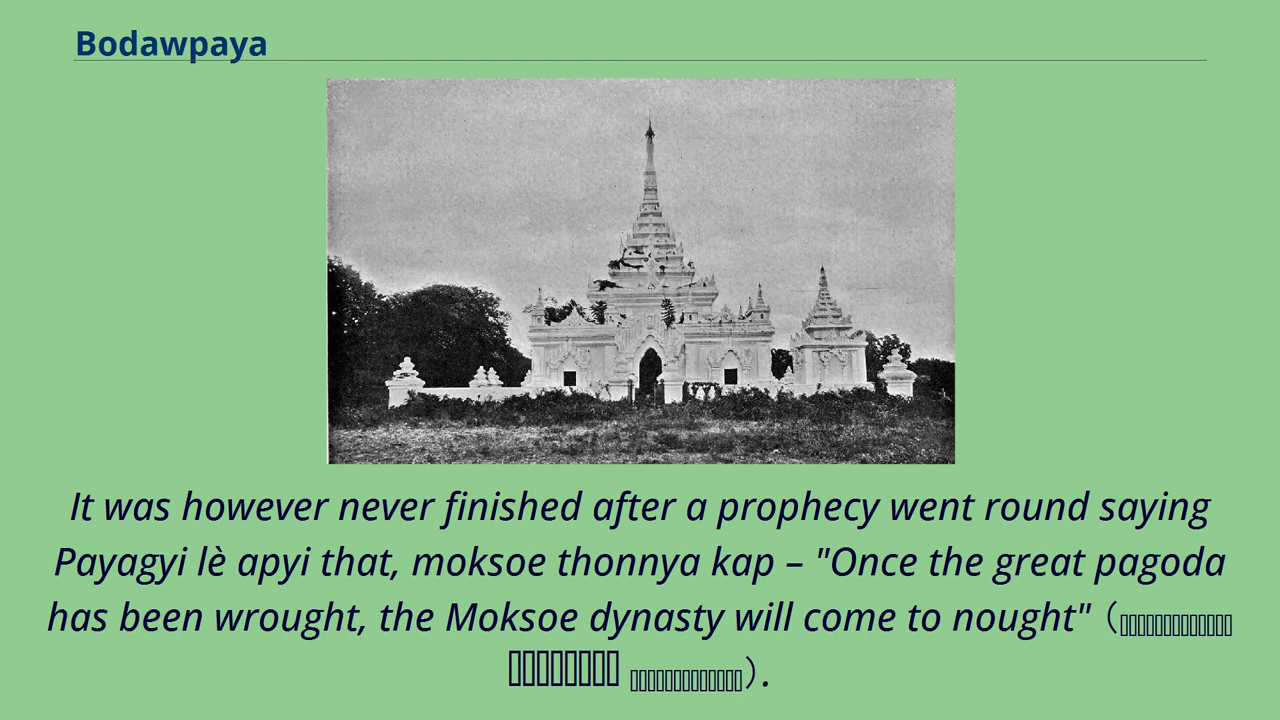 Bodawpaya
It was however never finished after a prophecy went round saying
Payagyi lè apyi that, moksoe thonnya kap – "Once the great pagoda
has been wrought, the Moksoe dynasty will come to nought" (
).